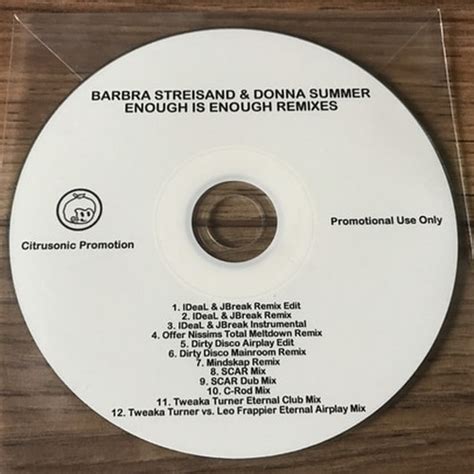 BARBRA STREISAND & DONNA SUMMER
ENOUGH IS ENOUGH REMIXES
Citrusonic Promotion
Promotional Use Only
1. IDeaL & JBreak Remix Edit
2. IDeaL & JBreak Remix
3. IDeaL & JBreak Instrumental
4. Offer Nissims Total Meltdown Remix
5. Dirty Disco Airplay Edit
6. Dirty Disco Mainroom Remix
7. Mindskap Remix
8. SCAR Mix
9. SCAR Dub Mix
10. C-Rod Mix
11. Tweaka Turner Eternal Club Mix
12. Tweaka Turner vs. Leo Frappier Eternal Airplay Mix